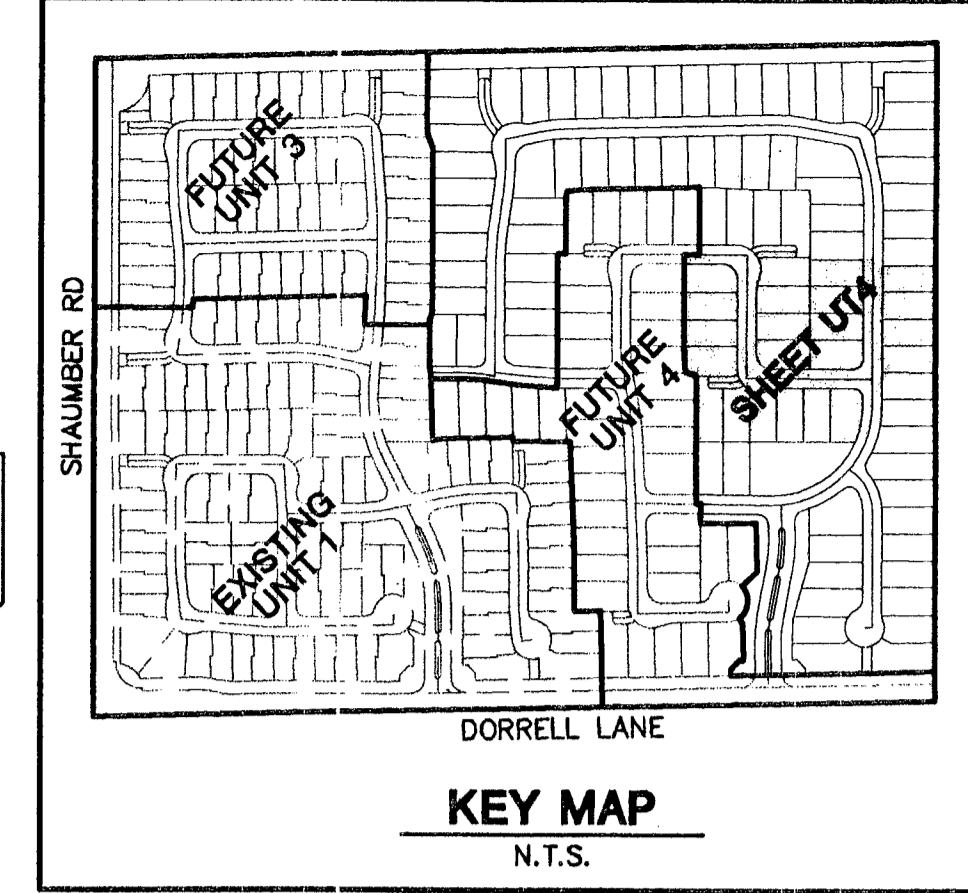 FUTURE
UNIT 3
SHAUMBER RD
FUTURE
UNIT 4
SHEET UT4
EXISTING
UNIT 1
DORRELL LANE
KEY MAP
N.T.S.